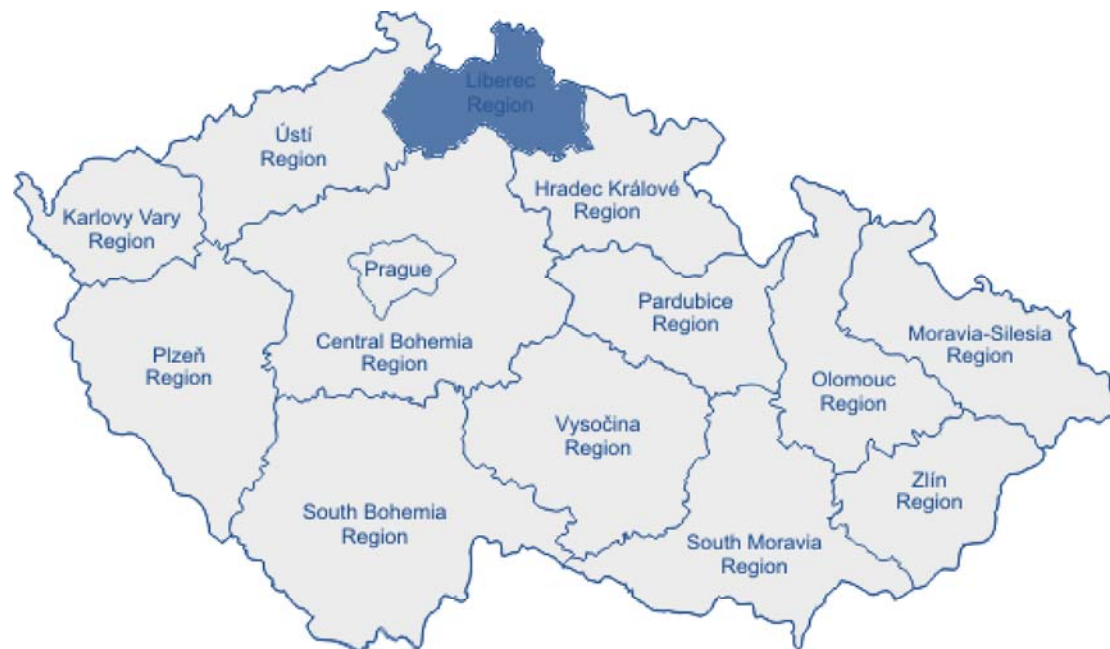 Liberec
Region
Ústí
Region
Hradec Králové
Region
Karlovy Vary
Region
Prague
Pardubice
Region
Moravia-Silesia
Region
Central Bohemia
Region
Plzeň
Region
Olomouc
Region
Vysočina
Region
Zlín
Region
South Bohemia
Region
South Moravia
Region